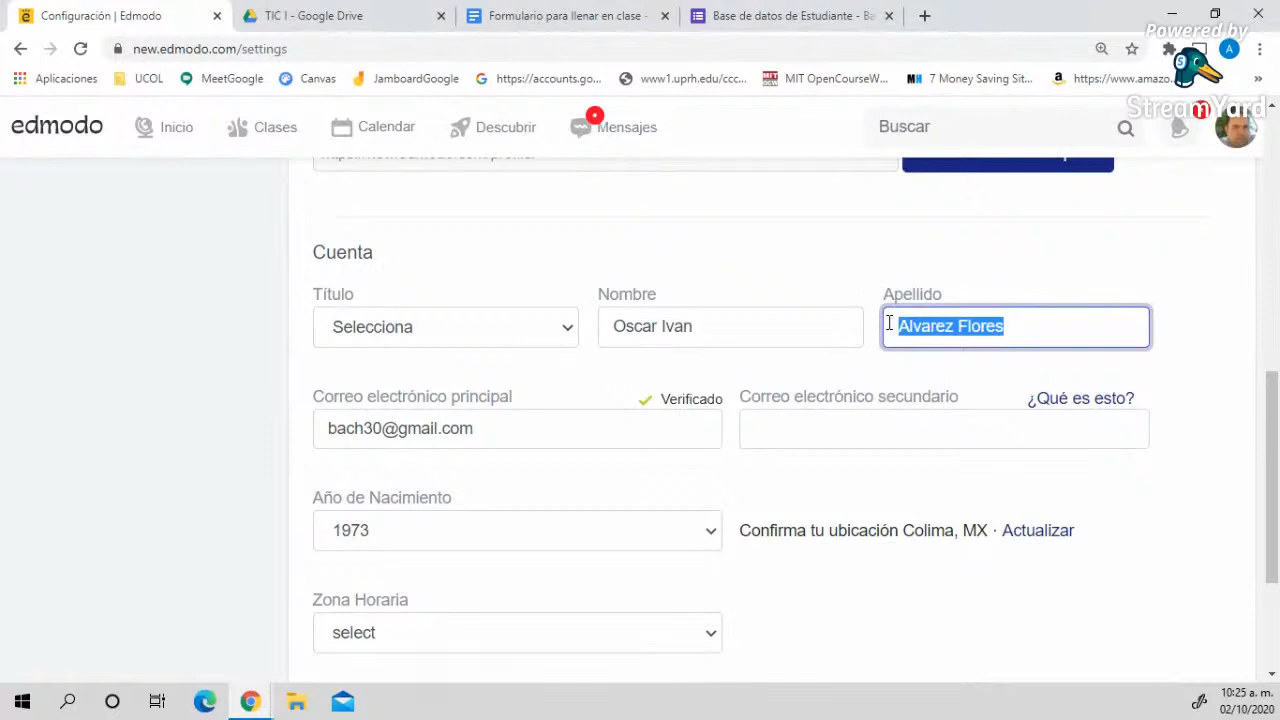 Configuración | Edmodo
TIC I - Google Drive
Formulario para llenar en clase -
Base de datos de Estudiante - Ba
new.edmodo.com/settings
Powered by
StreamYard
Aplicaciones
UCOL
MeetGoogle
Canvas
JamboardGoogle
https://accounts.go...
www1.uprh.edu/ccc...
MIT OpenCourseW...
7 Money Saving Sit...
https://www.amazo
edmodo
Inicio
Clases
Calendar
Descubrir
Mensajes
Buscar
Cuenta
Título
Nombre
Apellido
Selecciona
Oscar Ivan
Alvarez Flores
Correo electrónico principal
Verificado
Correo electrónico secundario
¿Qué es esto?
bach30@gmail.com
Año de Nacimiento
1973
Confirma tu ubicación Colima, MX · Actualizar
Zona Horaria
select
10:25 a. m.
02/10/2020